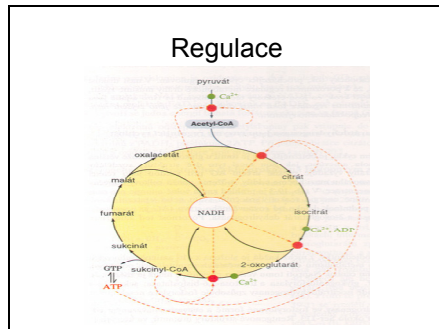 Regulace
pyruvát
Ca²⁺
Acetyl-CoA
oxalacetát
citrát
malát
isocitrát
NADH
Ca²⁺, ADP
fumarát
2-oxoglutarát
sukcinát
sukcinyl-CoA
Ca²⁺
GTP
ATP